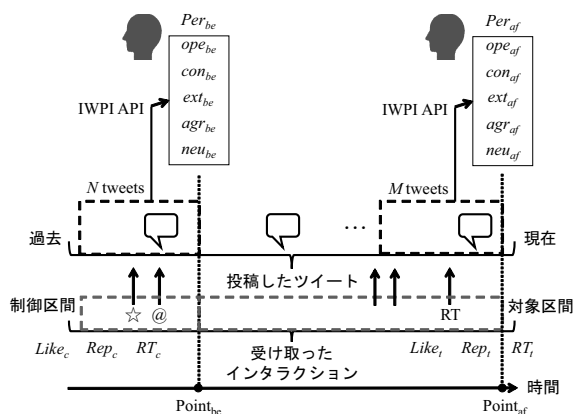 Per_be
ope_be
con_be
ext_be
agr_be
neu_be
IWPI API
N tweets
Per_af
ope_af
con_af
ext_af
agr_af
neu_af
IWPI API
M tweets
…
過去
現在
投稿したツイート
制御区間
☆ @
RT
対象区間
Like_c Rep_c RT_c
受け取った
インタラクション
Like_t Rep_t RT_t
時間
Point_be
Point_af